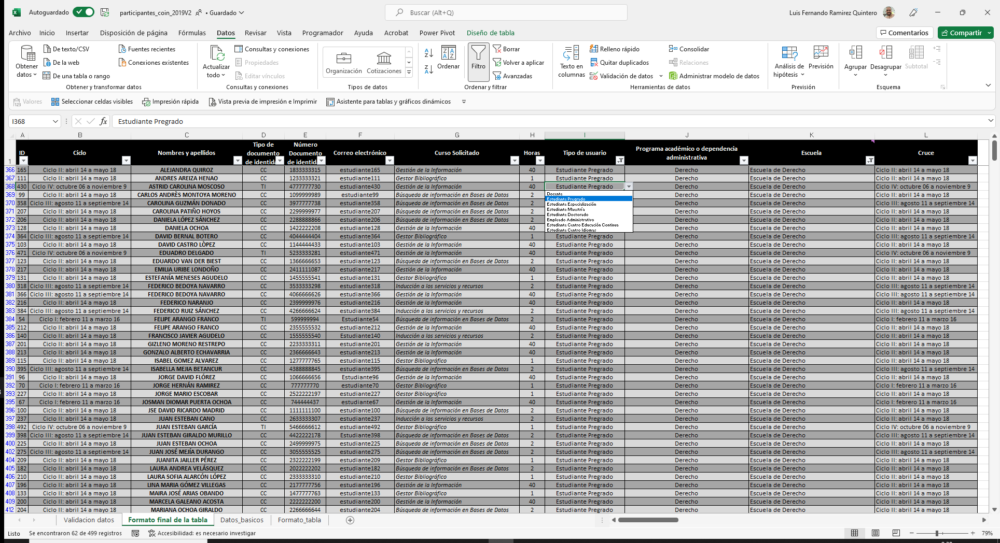 Autoguardado participantes_coin_2019V2 • Guardado Buscar (Alt+Q) Luis Fernando Ramirez Quintero
Archivo Inicio Insertar Disposición de página Fórmulas Datos Revisar Vista Programador Ayuda Acrobat Power Pivot Diseño de tabla Comentarios Compartir
Obtener datos De texto/CSV De la web De una tabla o rango Fuentes recientes Conexiones existentes
Actualizar todo Consultas y conexiones Propiedades Editar vínculos
Organización Cotizaciones
Ordenar Filtro Borrar Volver a aplicar Avanzadas
Texto en columnas Relleno rápido Quitar duplicados Validación de datos Consolidar Relaciones Administrar modelo de datos
Análisis de hipótesis Previsión Agrupar Desagrupar Subtotal
Obtener y transformar datos Consultas y conexiones Tipos de datos Ordenar y filtrar Herramientas de datos Previsión Esquema
Valores Seleccionar celdas visibles Impresión rápida Vista previa de impresión e Imprimir Asistente para tablas y gráficos dinámicos
I368 fx Estudiante Pregrado
A B C D E F G H I J K L
1 ID Ciclo Nombres y apellidos Tipo de documento de identida Número Documento de identid Correo electrónico Curso Solicitado Horas Tipo de usuario Programa académico o dependencia administrativa Escuela Cruce
366 165 Ciclo II: abril 14 a mayo 18 ALEJANDRA QUIROZ CC 1833333315 estudiante165 Gestión de la Información 40 Estudiante Pregrado Derecho Escuela de Derecho Ciclo II: abril 14 a mayo 18
367 111 Ciclo II: abril 14 a mayo 18 ANDRES AREIZA HENAO CC 1233333321 estudiante111 Gestor Bibliográfico 1 Estudiante Pregrado Derecho Escuela de Derecho Ciclo II: abril 14 a mayo 18
368 430 Ciclo IV: octubre 06 a noviembre 9 ASTRID CAROLINA MOSCOSO TI 4777777730 estudiante430 Gestión de la Información 40 Estudiante Pregrado Derecho Escuela de Derecho Ciclo IV: octubre 06 a noviembre 9
369 99 Ciclo II: abril 14 a mayo 18 CARLOS ANDRÈS MONTOYA MORENO CC 1099999989 estudiante99 Búsqueda de información en Bases de Datos 2 Docente Derecho Escuela de Derecho Ciclo II: abril 14 a mayo 18
370 358 Ciclo III: agosto 11 a septiembre 14 CAROLINA GUZMÁN DONADO CC 3977777738 estudiante358 Búsqueda de información en Bases de Datos 2 Estudiante Pregrado Estudiante Especialización Derecho Escuela de Derecho Ciclo III: agosto 11 a septiembre 14
371 207 Ciclo II: abril 14 a mayo 18 CAROLINA PATIÑO HOYOS CC 2299999977 estudiante207 Búsqueda de información en Bases de Datos 2 Estudiante Maestría Derecho Escuela de Derecho Ciclo II: abril 14 a mayo 18
372 206 Ciclo II: abril 14 a mayo 18 DANIELA LÓPEZ SÁNCHEZ CC 2288888866 estudiante206 Búsqueda de información en Bases de Datos 2 Estudiante Doctorado Empleado Administrativo Derecho Escuela de Derecho Ciclo II: abril 14 a mayo 18
373 128 Ciclo II: abril 14 a mayo 18 DANIELA OCHOA CC 1422222208 estudiante128 Gestión de la Información 40 Estudiante Centro Educación Continua Estudiante Centro Idiomas Derecho Escuela de Derecho Ciclo II: abril 14 a mayo 18
374 364 Ciclo III: agosto 11 a septiembre 14 DAVID BERNAL BOTERO CC 4044444404 estudiante364 Gestor Bibliográfico 1 Estudiante Pregrado Derecho Escuela de Derecho Ciclo III: agosto 11 a septiembre 14
375 103 Ciclo II: abril 14 a mayo 18 DAVID CASTRO LÒPEZ CC 1144444433 estudiante103 Gestión de la Información 40 Estudiante Pregrado Derecho Escuela de Derecho Ciclo II: abril 14 a mayo 18
376 471 Ciclo IV: octubre 06 a noviembre 9 EDUADRO DELGADO TI 5233333281 estudiante471 Gestión de la Información 40 Estudiante Pregrado Derecho Escuela de Derecho Ciclo IV: octubre 06 a noviembre 9
377 123 Ciclo II: abril 14 a mayo 18 EDUARDO VAN DER BIEST CC 1366666653 estudiante123 Búsqueda de información en Bases de Datos 2 Estudiante Pregrado Derecho Escuela de Derecho Ciclo II: abril 14 a mayo 18
378 217 Ciclo II: abril 14 a mayo 18 EMILIA URIBE LONDOÑO CC 2411111087 estudiante217 Gestión de la Información 40 Estudiante Pregrado Derecho Escuela de Derecho Ciclo II: abril 14 a mayo 18
379 131 Ciclo II: abril 14 a mayo 18 ESTEFANÍA MENESES AGUDELO CC 1455555541 estudiante131 Gestor Bibliográfico 1 Estudiante Pregrado Derecho Escuela de Derecho Ciclo II: abril 14 a mayo 18
380 318 Ciclo III: agosto 11 a septiembre 14 FEDERICO BEDOYA NAVARRO CC 3533333298 estudiante318 Inducción a los servicios y recursos 2 Estudiante Pregrado Derecho Escuela de Derecho Ciclo III: agosto 11 a septiembre 14
381 366 Ciclo III: agosto 11 a septiembre 14 FEDERICO BEDOYA NAVARRO CC 4066666626 estudiante366 Gestión de la Información 40 Estudiante Pregrado Derecho Escuela de Derecho Ciclo III: agosto 11 a septiembre 14
382 216 Ciclo II: abril 14 a mayo 18 FEDERICO NARANJO CC 2399999976 estudiante216 Gestión de la Información 40 Estudiante Pregrado Derecho Escuela de Derecho Ciclo II: abril 14 a mayo 18
383 384 Ciclo III: agosto 11 a septiembre 14 FEDERICO RUIZ SÁNCHEZ CC 4266666624 estudiante384 Inducción a los servicios y recursos 2 Estudiante Pregrado Derecho Escuela de Derecho Ciclo III: agosto 11 a septiembre 14
384 54 Ciclo I: febrero 11 a marzo 16 FELIPE ARANGO FRANCO TI 599999994 Estudiante54 Búsqueda de información en Bases de Datos 2 Estudiante Pregrado Derecho Escuela de Derecho Ciclo I: febrero 11 a marzo 16
385 212 Ciclo II: abril 14 a mayo 18 FELIPE ARANGO FRANCO CC 2355555532 estudiante212 Gestión de la Información 40 Estudiante Pregrado Derecho Escuela de Derecho Ciclo II: abril 14 a mayo 18
386 140 Ciclo II: abril 14 a mayo 18 FRANCISCO JAVIER AGUDELO CC 1555555540 Estudiante140 Inducción a los servicios y recursos 2 Estudiante Pregrado Derecho Escuela de Derecho Ciclo II: abril 14 a mayo 18
387 201 Ciclo II: abril 14 a mayo 18 GIZLENO MORENO RESTREPO CC 2233333311 estudiante201 Gestión de la Información 40 Estudiante Pregrado Derecho Escuela de Derecho Ciclo II: abril 14 a mayo 18
388 213 Ciclo II: abril 14 a mayo 18 GONZALO ALBERTO ECHAVARRIA CC 2366666643 estudiante213 Gestión de la Información 40 Estudiante Pregrado Derecho Escuela de Derecho Ciclo II: abril 14 a mayo 18
389 115 Ciclo II: abril 14 a mayo 18 ISABEL GOMEZ ALVAREZ CC 1277777765 estudiante115 Gestor Bibliográfico 1 Estudiante Pregrado Derecho Escuela de Derecho Ciclo II: abril 14 a mayo 18
390 395 Ciclo III: agosto 11 a septiembre 14 ISABELLA MEJIA BETANCUR CC 4388888845 estudiante395 Búsqueda de información en Bases de Datos 2 Estudiante Pregrado Derecho Escuela de Derecho Ciclo III: agosto 11 a septiembre 14
391 96 Ciclo II: abril 14 a mayo 18 JORGE DAVID FLÓREZ CC 1066666656 Estudiante96 Gestión de la Información 40 Estudiante Pregrado Derecho Escuela de Derecho Ciclo II: abril 14 a mayo 18
392 70 Ciclo I: febrero 11 a marzo 16 JORGE HERNÁN RAMIREZ CC 777777770 estudiante70 Gestor Bibliográfico 1 Estudiante Pregrado Derecho Escuela de Derecho Ciclo I: febrero 11 a marzo 16
393 227 Ciclo II: abril 14 a mayo 18 JORGE MARIO ESCOBAR CC 2522222197 estudiante227 Gestor Bibliográfico 1 Estudiante Pregrado Derecho Escuela de Derecho Ciclo II: abril 14 a mayo 18
395 67 Ciclo I: febrero 11 a marzo 16 JOSMAN DIOMAR PUERTA OCHOA CC 744444437 estudiante67 Gestión de la Información 40 Estudiante Pregrado Derecho Escuela de Derecho Ciclo I: febrero 11 a marzo 16
396 100 Ciclo II: abril 14 a mayo 18 JSE DAVID RICARDO MADRID CC 1111111100 estudiante100 Búsqueda de información en Bases de Datos 2 Estudiante Pregrado Derecho Escuela de Derecho Ciclo II: abril 14 a mayo 18
397 237 Ciclo II: abril 14 a mayo 18 JUAN ESTEBAN CANO CC 2633333307 estudiante237 Inducción a los servicios y recursos 2 Estudiante Pregrado Derecho Escuela de Derecho Ciclo II: abril 14 a mayo 18
398 492 Ciclo IV: octubre 06 a noviembre 9 JUAN ESTEBAN GARCÍA TI 5466666612 estudiante492 Gestor Bibliográfico 1 Estudiante Pregrado Derecho Escuela de Derecho Ciclo IV: octubre 06 a noviembre 9
399 398 Ciclo III: agosto 11 a septiembre 14 JUAN ESTEBAN GIRALDO MURILLO CC 4422222178 Estudiante398 Búsqueda de información en Bases de Datos 2 Estudiante Pregrado Derecho Escuela de Derecho Ciclo III: agosto 11 a septiembre 14
400 225 Ciclo II: abril 14 a mayo 18 JUAN ESTEBAN OCHOA CC 2499999975 estudiante225 Búsqueda de información en Bases de Datos 2 Estudiante Pregrado Derecho Escuela de Derecho Ciclo II: abril 14 a mayo 18
402 275 Ciclo III: agosto 11 a septiembre 14 JUAN JOSÉ MEJÍA DURANGO CC 3055555525 estudiante275 Búsqueda de información en Bases de Datos 2 Estudiante Pregrado Derecho Escuela de Derecho Ciclo III: agosto 11 a septiembre 14
404 209 Ciclo II: abril 14 a mayo 18 JUANITA JAILLER PÉREZ CC 2322222199 estudiante209 Gestor Bibliográfico 1 Estudiante Pregrado Derecho Escuela de Derecho Ciclo II: abril 14 a mayo 18
405 182 Ciclo II: abril 14 a mayo 18 LAURA ANDREA VELÁSQUEZ CC 2022222202 estudiante182 Búsqueda de información en Bases de Datos 2 Estudiante Pregrado Derecho Escuela de Derecho Ciclo II: abril 14 a mayo 18
406 210 Ciclo II: abril 14 a mayo 18 LAURA SOFIA ALARCÓN LÓPEZ CC 2333333310 estudiante210 Gestor Bibliográfico 1 Estudiante Pregrado Derecho Escuela de Derecho Ciclo II: abril 14 a mayo 18
407 196 Ciclo II: abril 14 a mayo 18 LINA MARIA GÓMEZ VILLEGAS CC 2177777756 estudiante196 Gestión de la Información 40 Estudiante Pregrado Derecho Escuela de Derecho Ciclo II: abril 14 a mayo 18
408 133 Ciclo II: abril 14 a mayo 18 MAIRA JOSÉ ARIAS OBANDO CC 1477777763 estudiante133 Gestor Bibliográfico 1 Estudiante Pregrado Derecho Escuela de Derecho Ciclo II: abril 14 a mayo 18
409 200 Ciclo II: abril 14 a mayo 18 MARCELA GALEANO ACOSTA CC 2222222200 estudiante200 Gestión de la Información 40 Estudiante Pregrado Derecho Escuela de Derecho Ciclo II: abril 14 a mayo 18
412 204 Ciclo II: abril 14 a mayo 18 MARIANA OCHOA GIRALDO CC 2266666644 estudiante204 Búsqueda de información en Bases de Datos 2 Estudiante Pregrado Derecho Escuela de Derecho Ciclo II: abril 14 a mayo 18
Validacion datos Formato final de la tabla Datos_basicos Formato_tabla
Listo Se encontraron 62 de 499 registros Accesibilidad: es necesario investigar 79%